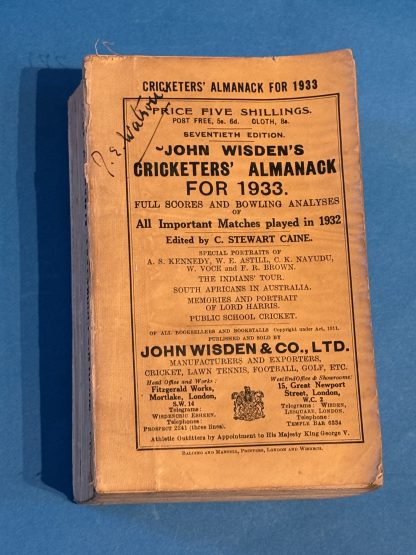 CRICKETERS' ALMANACK FOR 1933
PRICE FIVE SHILLINGS.
POST FREE, 5s. 6d. CLOTH, 8s.
SEVENTIETH EDITION.
JOHN WISDEN'S
CRICKETERS' ALMANACK
FOR 1933.
FULL SCORES AND BOWLING ANALYSES
OF
All Important Matches played in 1932
Edited by C. STEWART CAINE.
SPECIAL PORTRAITS OF
A. S. KENNEDY, W. E. ASTILL, C. K. NAYUDU,
W. VOCE and F. R. BROWN.
THE INDIANS' TOUR.
SOUTH AFRICANS IN AUSTRALIA.
MEMORIES AND PORTRAIT
OF LORD HARRIS.
PUBLIC SCHOOL CRICKET.
OF ALL BOOKSELLERS AND BOOKSTALLS Copyright under Act, 1911.
PUBLISHED AND SOLD BY
JOHN WISDEN & CO., LTD.
MANUFACTURERS AND EXPORTERS,
CRICKET, LAWN TENNIS, FOOTBALL, GOLF, ETC.
Head Office and Works:
Fitzgerald Works,
Mortlake, London,
S.W. 14
Telegrams:
Telephones:
PROSPECT 2241 (three lines).
West End Office & Showrooms:
15, Great Newport
Street, London,
W.C. 2
Telegrams: WISDEN,
LESQUARE, LONDON.
Telephone:
TEMPLE BAR
Athletic Outfitters by Appointment to His Majesty King George V.
PRINTERS, LONDON AND NORWICH.